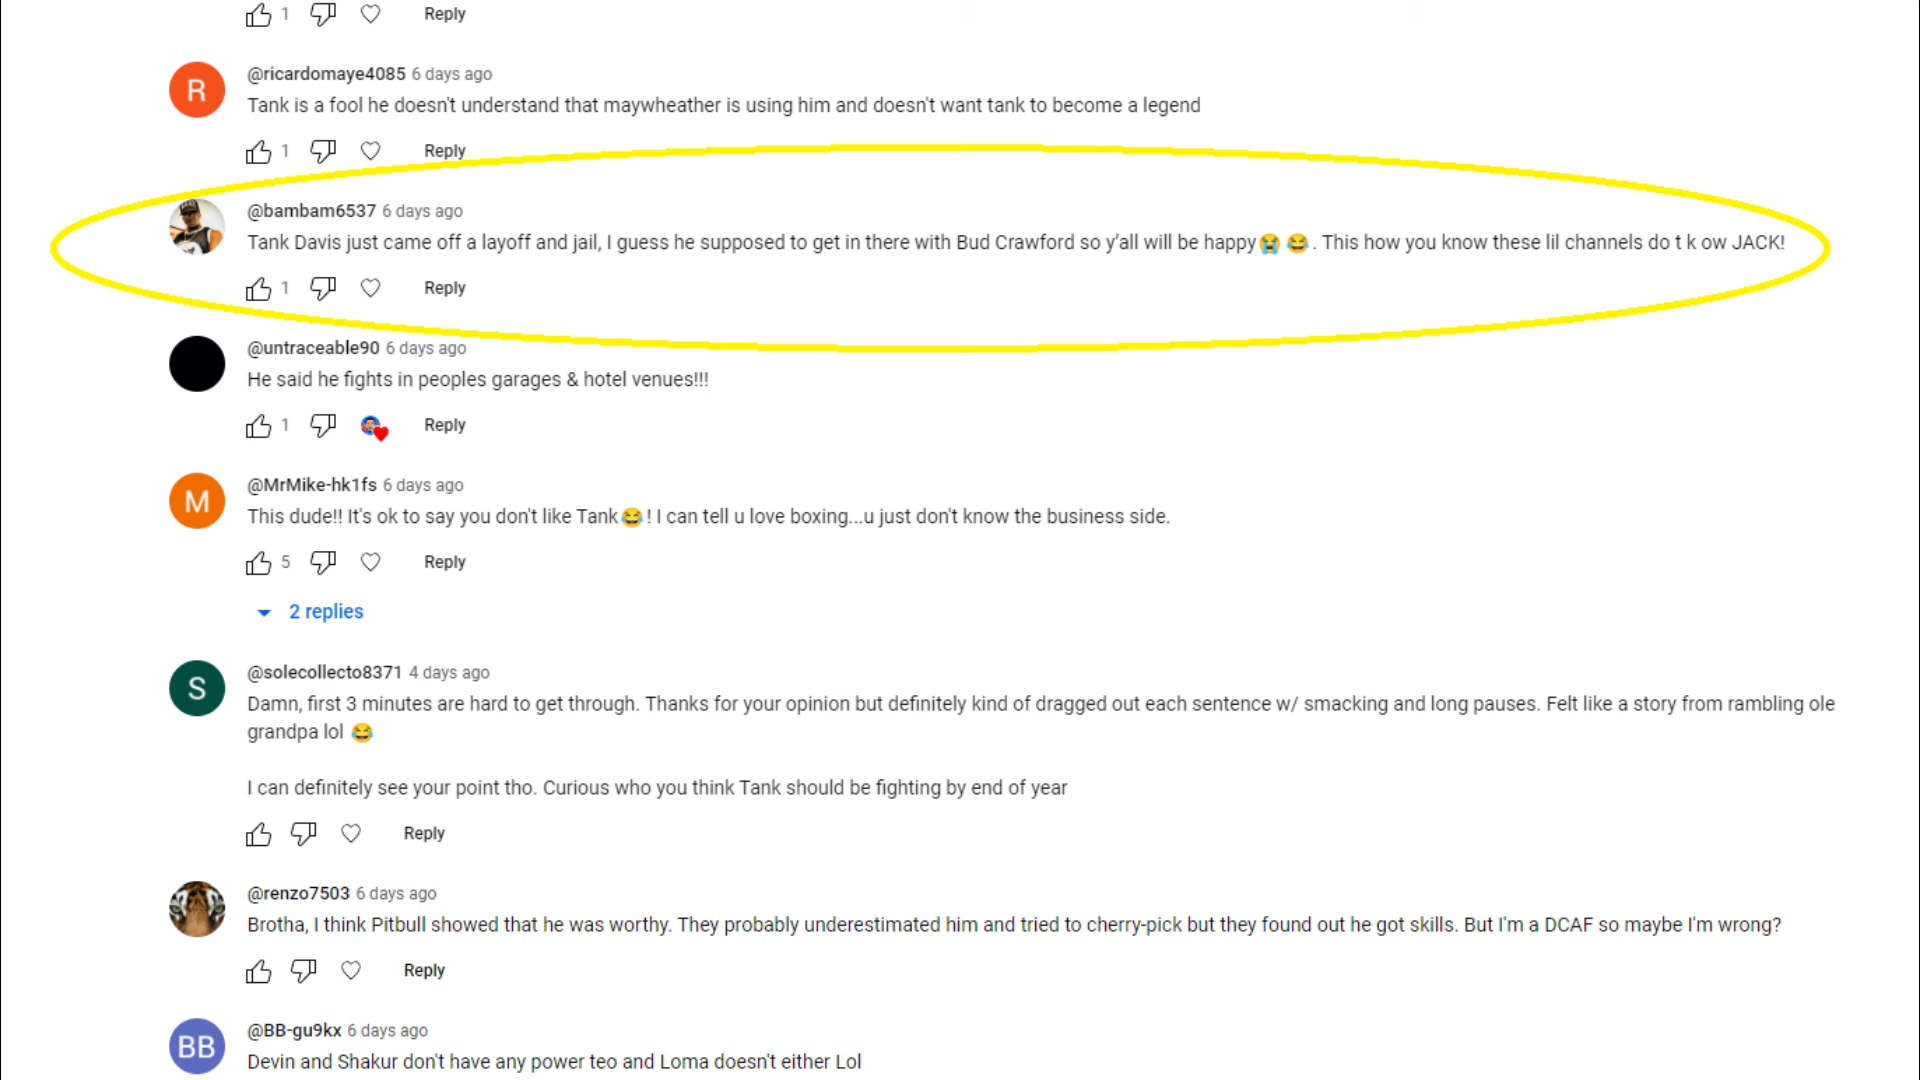 1 Reply
R
@ricardomaye4085 6 days ago
Tank is a fool he doesn't understand that maywheather is using him and doesn't want tank to become a legend
1 Reply
@bambam6537 6 days ago
Tank Davis just came off a layoff and jail, I guess he supposed to get in there with Bud Crawford so y'all will be happy😭 😂 . This how you know these lil channels do t k ow JACK!
1 Reply
@untraceable90 6 days ago
He said he fights in peoples garages & hotel venues!!!
1 Reply
M
@MrMike-hk1fs 6 days ago
This dude!! It's ok to say you don't like Tank😂! I can tell u love boxing...u just don't know the business side.
5 Reply
2 replies
S
@solecollecto8371 4 days ago
Damn, first 3 minutes are hard to get through. Thanks for your opinion but definitely kind of dragged out each sentence w/ smacking and long pauses. Felt like a story from rambling ole
grandpa lol 😂
I can definitely see your point tho. Curious who you think Tank should be fighting by end of year
Reply
@renzo7503 6 days ago
Brotha, I think Pitbull showed that he was worthy. They probably underestimated him and tried to cherry-pick but they found out he got skills. But I'm a DCAF so maybe I'm wrong?
Reply
BB
@BB-gu9kx 6 days ago
Devin and Shakur don't have any power teo and Loma doesn't either Lol